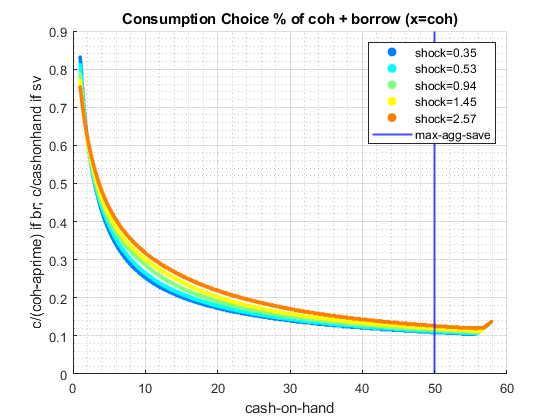 Consumption Choice % of coh + borrow (x=coh)
c/(coh-aprime) if br, c/cashonhand if sv
0.9
0.8
0.7
0.6
0.5
0.4
0.3
0.2
0.1
0
shock=0.35
shock=0.53
shock=0.94
shock=1.45
shock=2.57
max-agg-save
0 10 20 30 40 50 60
cash-on-hand